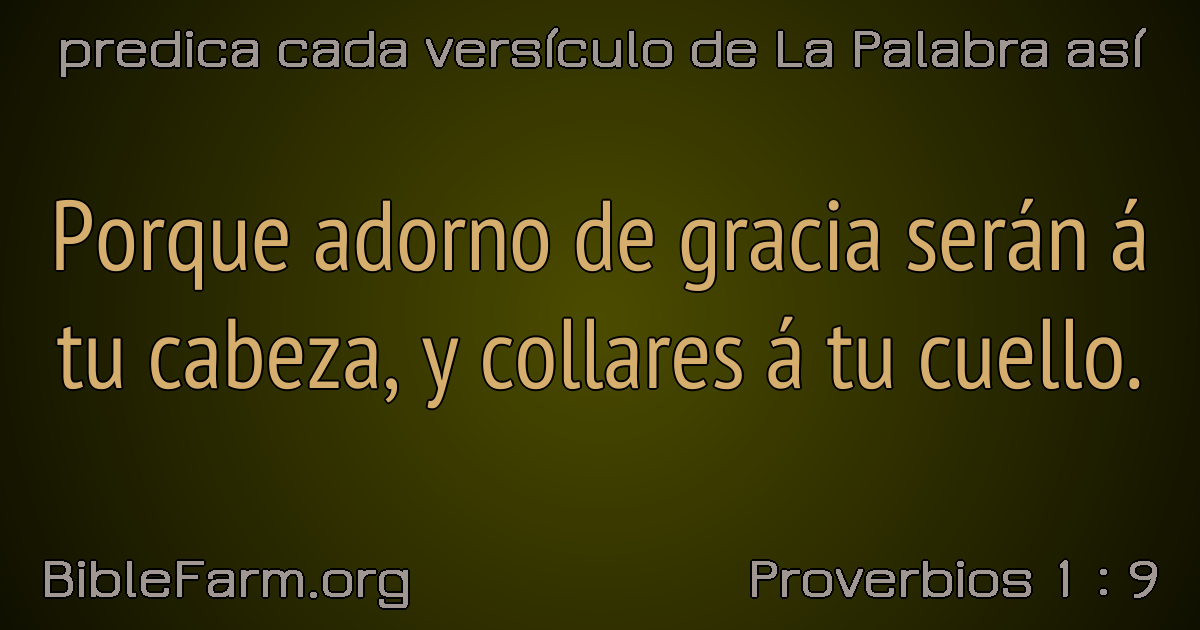 predica cada versículo de La Palabra así
Porque adorno de gracia serán á
tu cabeza, y collares á tu cuello.
BibleFarm.org
Proverbios 1 : 9